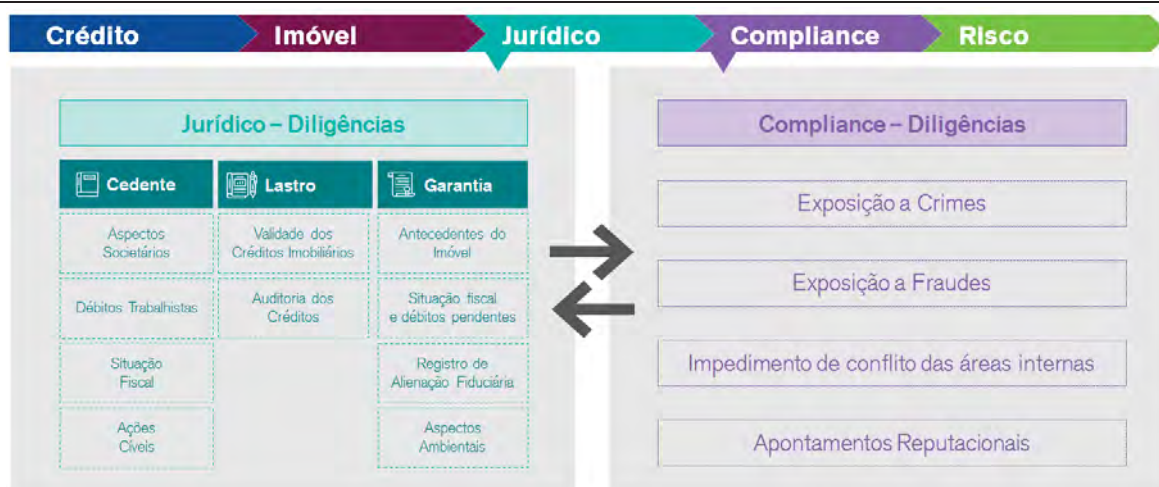 Crédito
Imóvel
Jurídico
Compliance
Risco
Jurídico – Diligências
Cedente
Lastro
Garantia
Aspectos
Societários
Validade dos
Créditos Imobiliários
Antecedentes do
Imóvel
Débitos Trabalhistas
Auditoria dos
Créditos
Situação fiscal
e débitos pendentes
Situação
Fiscal
Registro de
Alienação Fiduciária
Ações
Cíveis
Aspectos
Ambientais
Compliance – Diligências
Exposição a Crimes
Exposição a Fraudes
Impedimento de conflito das áreas internas
Apontamentos Reputacionais